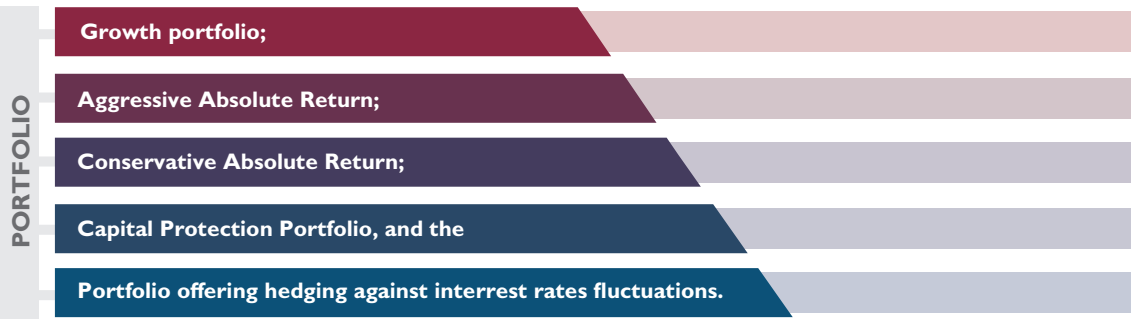 PORTFOLIO
Growth portfolio;
Aggressive Absolute Return;
Conservative Absolute Return;
Capital Protection Portfolio, and the
Portfolio offering hedging against interrest rates fluctuations.